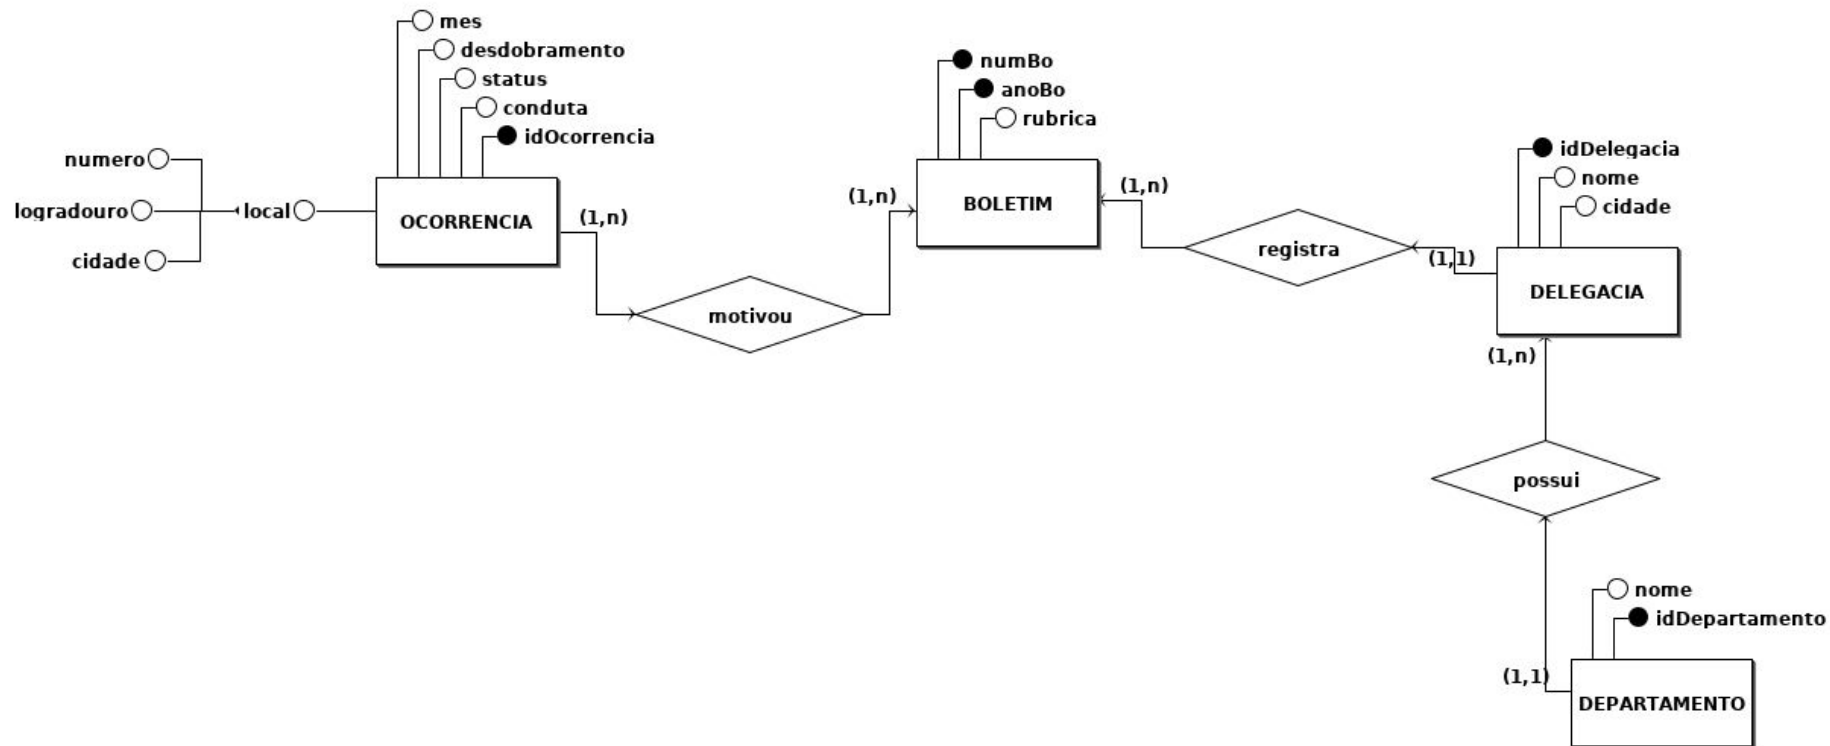 mes
desdobramento
status
conduta
idOcorrencia
numero
logradouro
local
cidade
OCORRENCIA
(1,n)
motivou
(1,n)
numBo
anoBo
rubrica
BOLETIM
(1,n)
registra
(1,1)
idDelegacia
nome
cidade
DELEGACIA
(1,n)
possui
(1,1)
nome
idDepartamento
DEPARTAMENTO